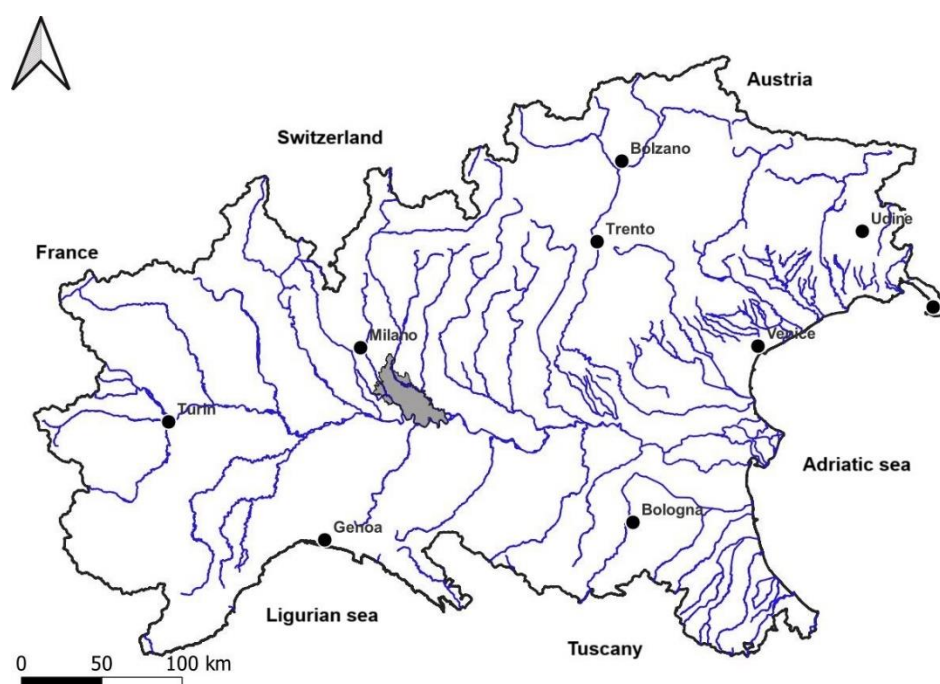 Austria
Switzerland
Bolzano
Udine
Trento
France
Milano
Venice
Turin
Adriatic sea
Bologna
Genoa
Ligurian sea
Tuscany
0 50 100 km